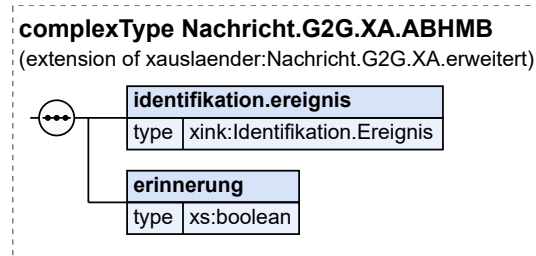 complexType Nachricht.G2G.XA.ABHMB
(extension of xauslaender:Nachricht.G2G.XA.erweitert)
identifikation.ereignis
type xink:Identifikation.Ereignis
erinnerung
type xs:boolean